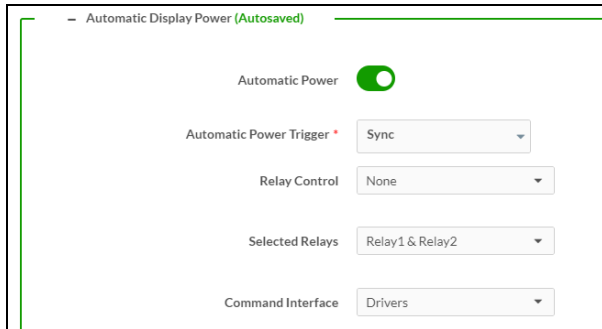 – Automatic Display Power (Autosaved)
Automatic Power
Automatic Power Trigger * Sync
Relay Control None
Selected Relays Relay1 & Relay2
Command Interface Drivers